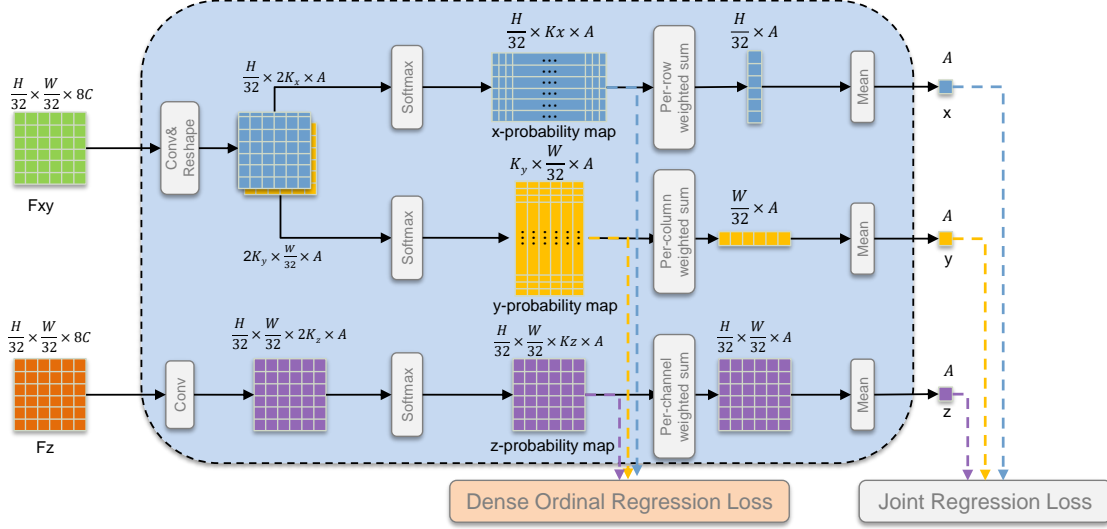 H/32 × W/32 × 8C
Fxy
Conv&
Reshape
H/32 × 2K_x × A
2K_y × W/32 × A
Softmax
H/32 × Kx × A
x-probability map
Per-row
weighted sum
H/32 × A
Mean
A
x
Softmax
K_y × W/32 × A
y-probability map
Per-column
weighted sum
W/32 × A
Mean
A
y
H/32 × W/32 × 8C
Fz
Conv
H/32 × W/32 × 2K_z × A
Softmax
H/32 × W/32 × Kz × A
z-probability map
Per-channel
weighted sum
H/32 × W/32 × A
Mean
A
z
Dense Ordinal Regression Loss
Joint Regression Loss